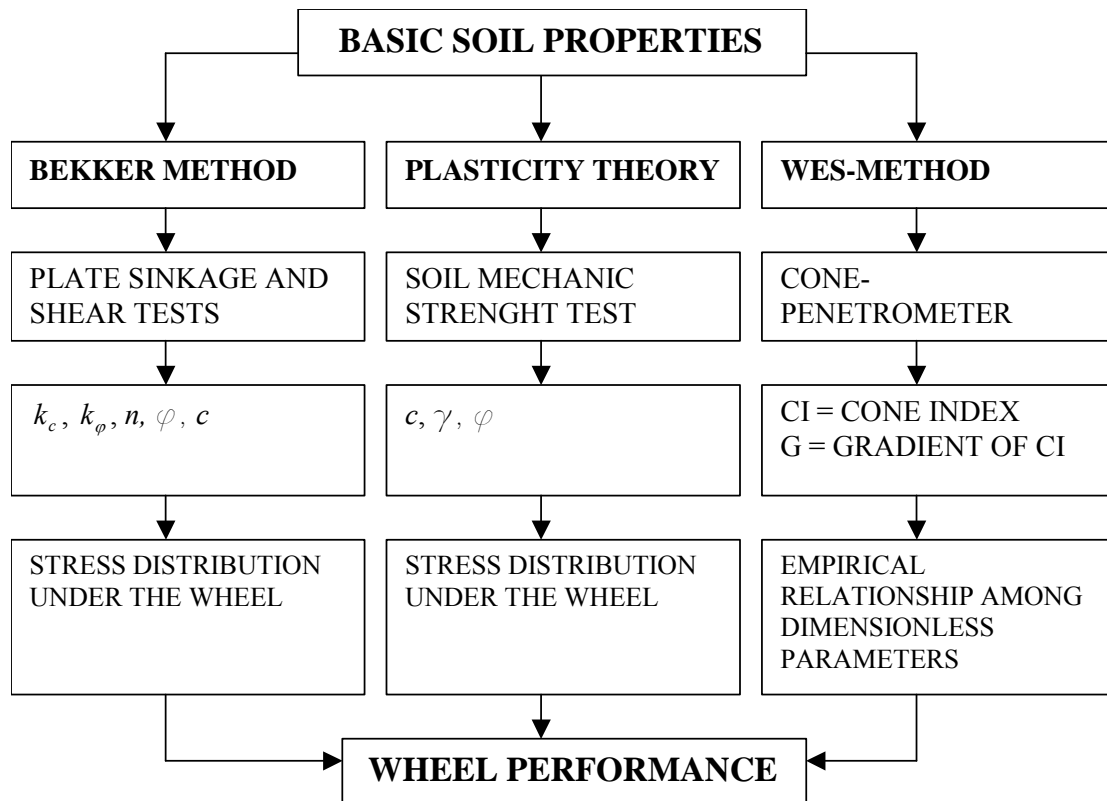 BASIC SOIL PROPERTIES
BEKKER METHOD
PLASTICITY THEORY
WES-METHOD
PLATE SINKAGE AND
SHEAR TESTS
SOIL MECHANIC
STRENGHT TEST
CONE-
PENETROMETER
k_c, k_φ, n, φ, c
c, γ, φ
CI = CONE INDEX
G = GRADIENT OF CI
STRESS DISTRIBUTION
UNDER THE WHEEL
STRESS DISTRIBUTION
UNDER THE WHEEL
EMPIRICAL
RELATIONSHIP AMONG
DIMENSIONLESS
PARAMETERS
WHEEL PERFORMANCE